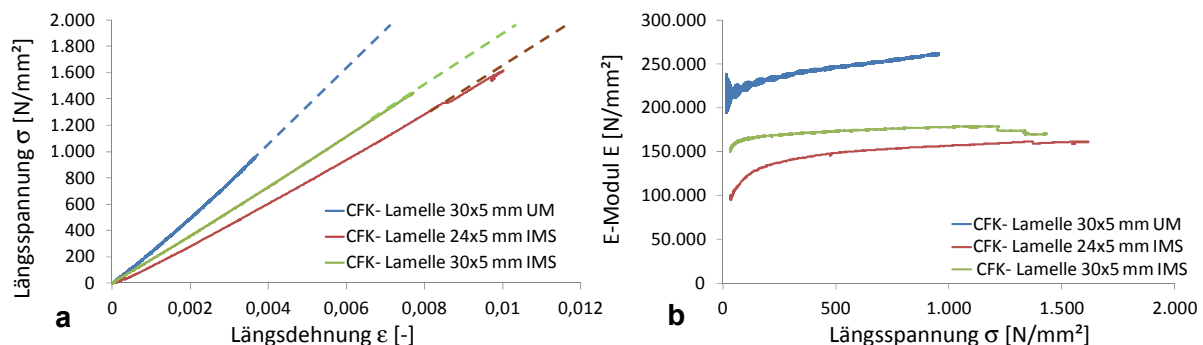 2.000
1.800
1.600
1.400
1.200
1.000
800
600
400
200
0
Längsspannung σ [N/mm²]
0 0,002 0,004 0,006 0,008 0,01 0,012
Längsdehnung ε [-]
CFK- Lamelle 30x5 mm UM
CFK- Lamelle 24x5 mm IMS
CFK- Lamelle 30x5 mm IMS
a
300.000
250.000
200.000
150.000
100.000
50.000
0
E-Modul E [N/mm²]
0 500 1.000 1.500 2.000
Längsspannung σ [N/mm²]
CFK- Lamelle 30x5 mm UM
CFK- Lamelle 24x5 mm IMS
CFK- Lamelle 30x5 mm IMS
b